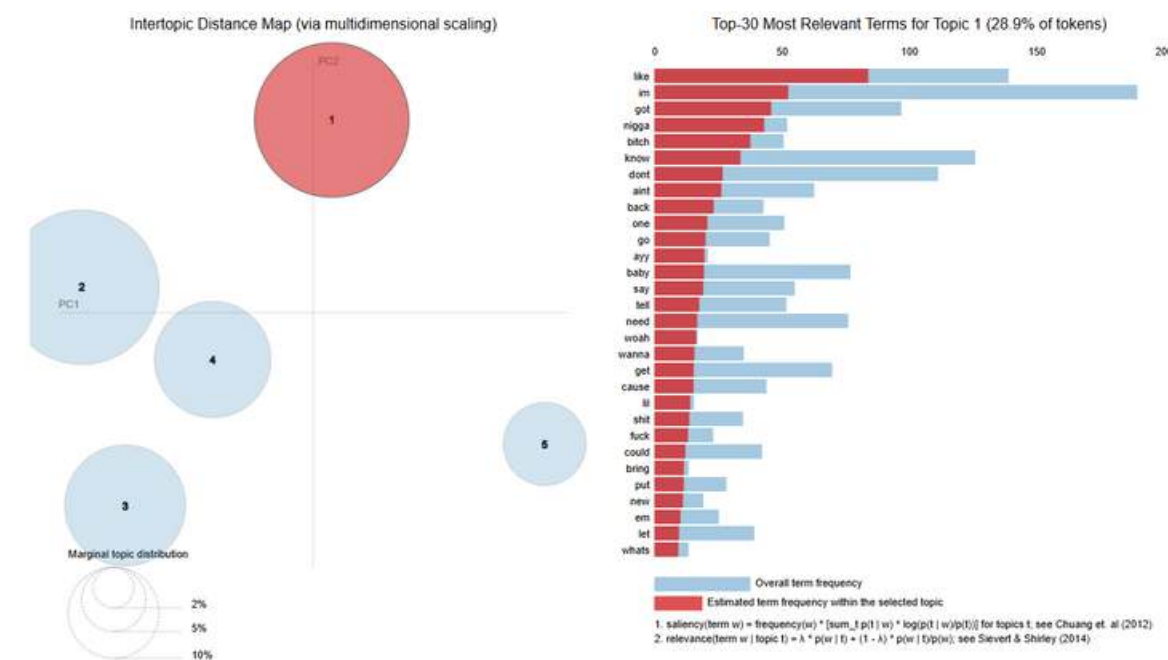 Intertopic Distance Map (via multidimensional scaling)
PC2
1
2
PC1
4
5
3
Marginal topic distribution
2%
5%
10%
Top-30 Most Relevant Terms for Topic 1 (28.9% of tokens)
0 50 100 150 200
like
im
got
nigga
bitch
know
dont
aint
back
one
go
ayy
baby
say
tell
need
woah
wanna
get
cause
lil
shit
fuck
could
bring
put
new
em
let
whats
Overall term frequency
Estimated term frequency within the selected topic
1. saliency(term w) = frequency(w) * [sum_t p(t | w) * log(p(t | w)/p(t))] for topics t; see Chuang et. al (2012)
2. relevance(term w | topic t) = λ * p(w | t) + (1 - λ) * p(w | t)/p(w); see Sievert & Shirley (2014)